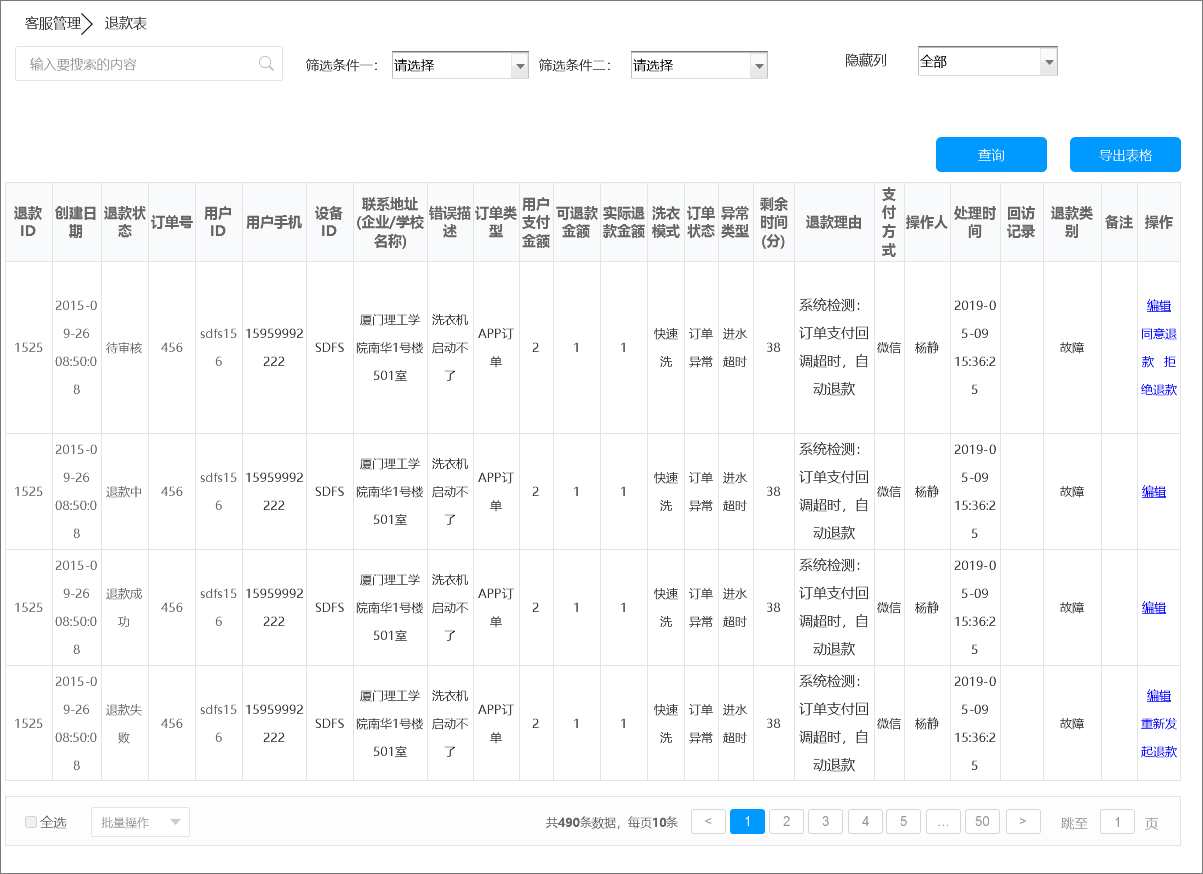 客服管理 退款表
输入要搜索的内容 筛选条件一： 请选择 筛选条件二： 请选择 隐藏列 全部
查询 导出表格
退款ID 创建日期 退款状态 订单号 用户ID 用户手机 设备ID 联系地址(企业/学校名称) 错误描述 订单类型 用户支付金额 可退款金额 实际退款金额 洗衣模式 订单状态 异常类型 剩余时间(分) 退款理由 支付方式 操作人 处理时间 回访记录 退款类别 备注 操作
1525 2015-09-26 08:50:08 待审核 456 sdfs156 15959992222 SDFS 厦门理工学院南华1号楼501室 洗衣机启动不了 APP订单 2 1 1 快速洗 订单异常 进水超时 38 系统检测：订单支付回调超时，自动退款 微信 杨静 2019-05-09 15:36:25 故障 编辑 同意退款 拒绝退款
1525 2015-09-26 08:50:08 退款中 456 sdfs156 15959992222 SDFS 厦门理工学院南华1号楼501室 洗衣机启动不了 APP订单 2 1 1 快速洗 订单异常 进水超时 38 系统检测：订单支付回调超时，自动退款 微信 杨静 2019-05-09 15:36:25 故障 编辑
1525 2015-09-26 08:50:08 退款成功 456 sdfs156 15959992222 SDFS 厦门理工学院南华1号楼501室 洗衣机启动不了 APP订单 2 1 1 快速洗 订单异常 进水超时 38 系统检测：订单支付回调超时，自动退款 微信 杨静 2019-05-09 15:36:25 故障 编辑
1525 2015-09-26 08:50:08 退款失败 456 sdfs156 15959992222 SDFS 厦门理工学院南华1号楼501室 洗衣机启动不了 APP订单 2 1 1 快速洗 订单异常 进水超时 38 系统检测：订单支付回调超时，自动退款 微信 杨静 2019-05-09 15:36:25 故障 编辑 重新发起退款
全选 批量操作 共490条数据，每页10条 < 1 2 3 4 5 ... 50 > 跳至 1 页